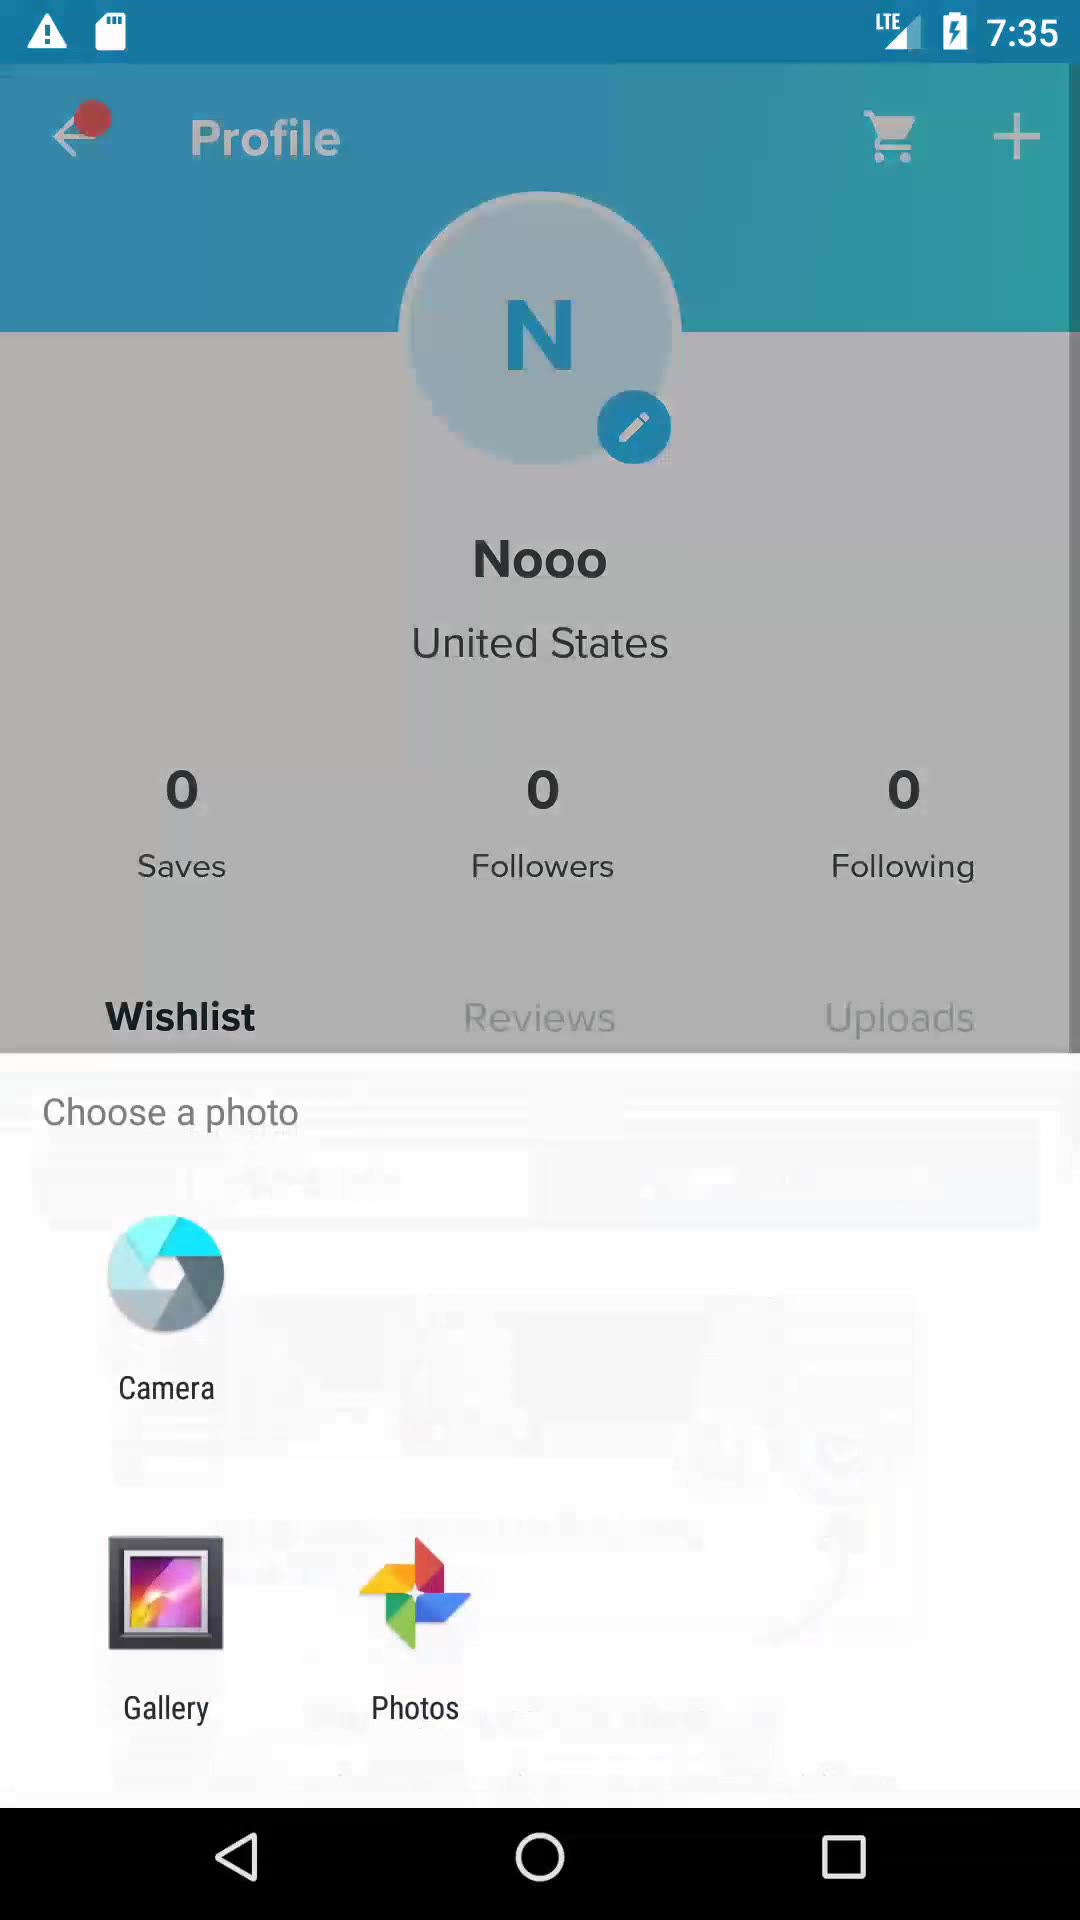 LTE 7:35
Profile
N
Nooo
United States
0 0 0
Saves Followers Following
Wishlist Reviews Uploads
Choose a photo
Camera
Gallery Photos